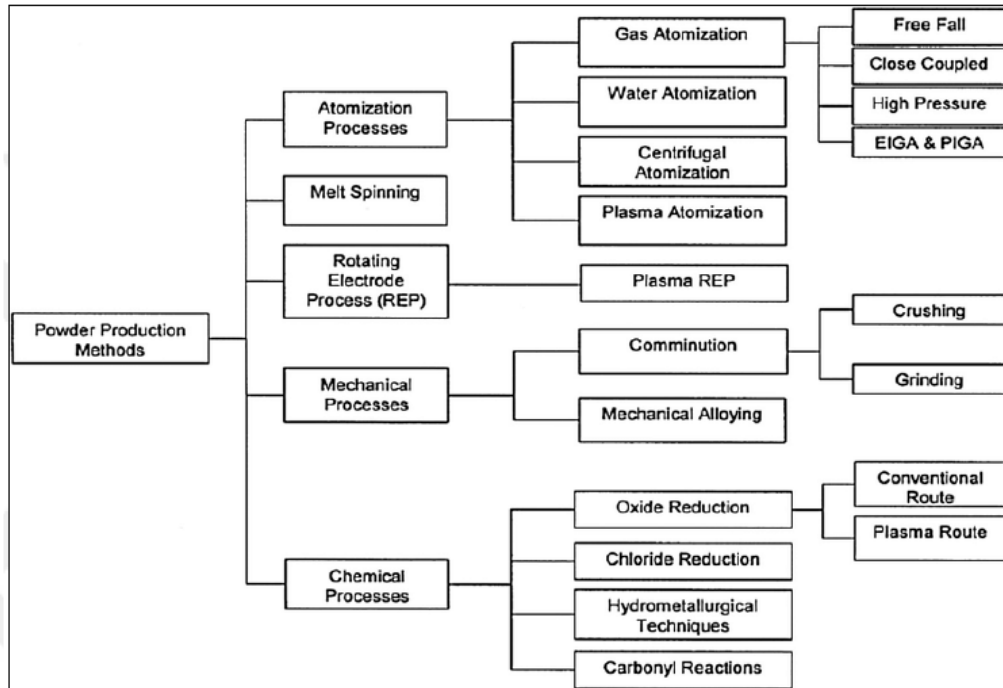 Powder Production
Methods
Atomization
Processes
Melt Spinning
Rotating
Electrode
Process (REP)
Mechanical
Processes
Chemical
Processes
Gas Atomization
Water Atomization
Centrifugal
Atomization
Plasma Atomization
Plasma REP
Comminution
Mechanical Alloying
Oxide Reduction
Chloride Reduction
Hydrometallurgical
Techniques
Carbonyl Reactions
Free Fall
Close Coupled
High Pressure
EIGA & PIGA
Crushing
Grinding
Conventional
Route
Plasma Route